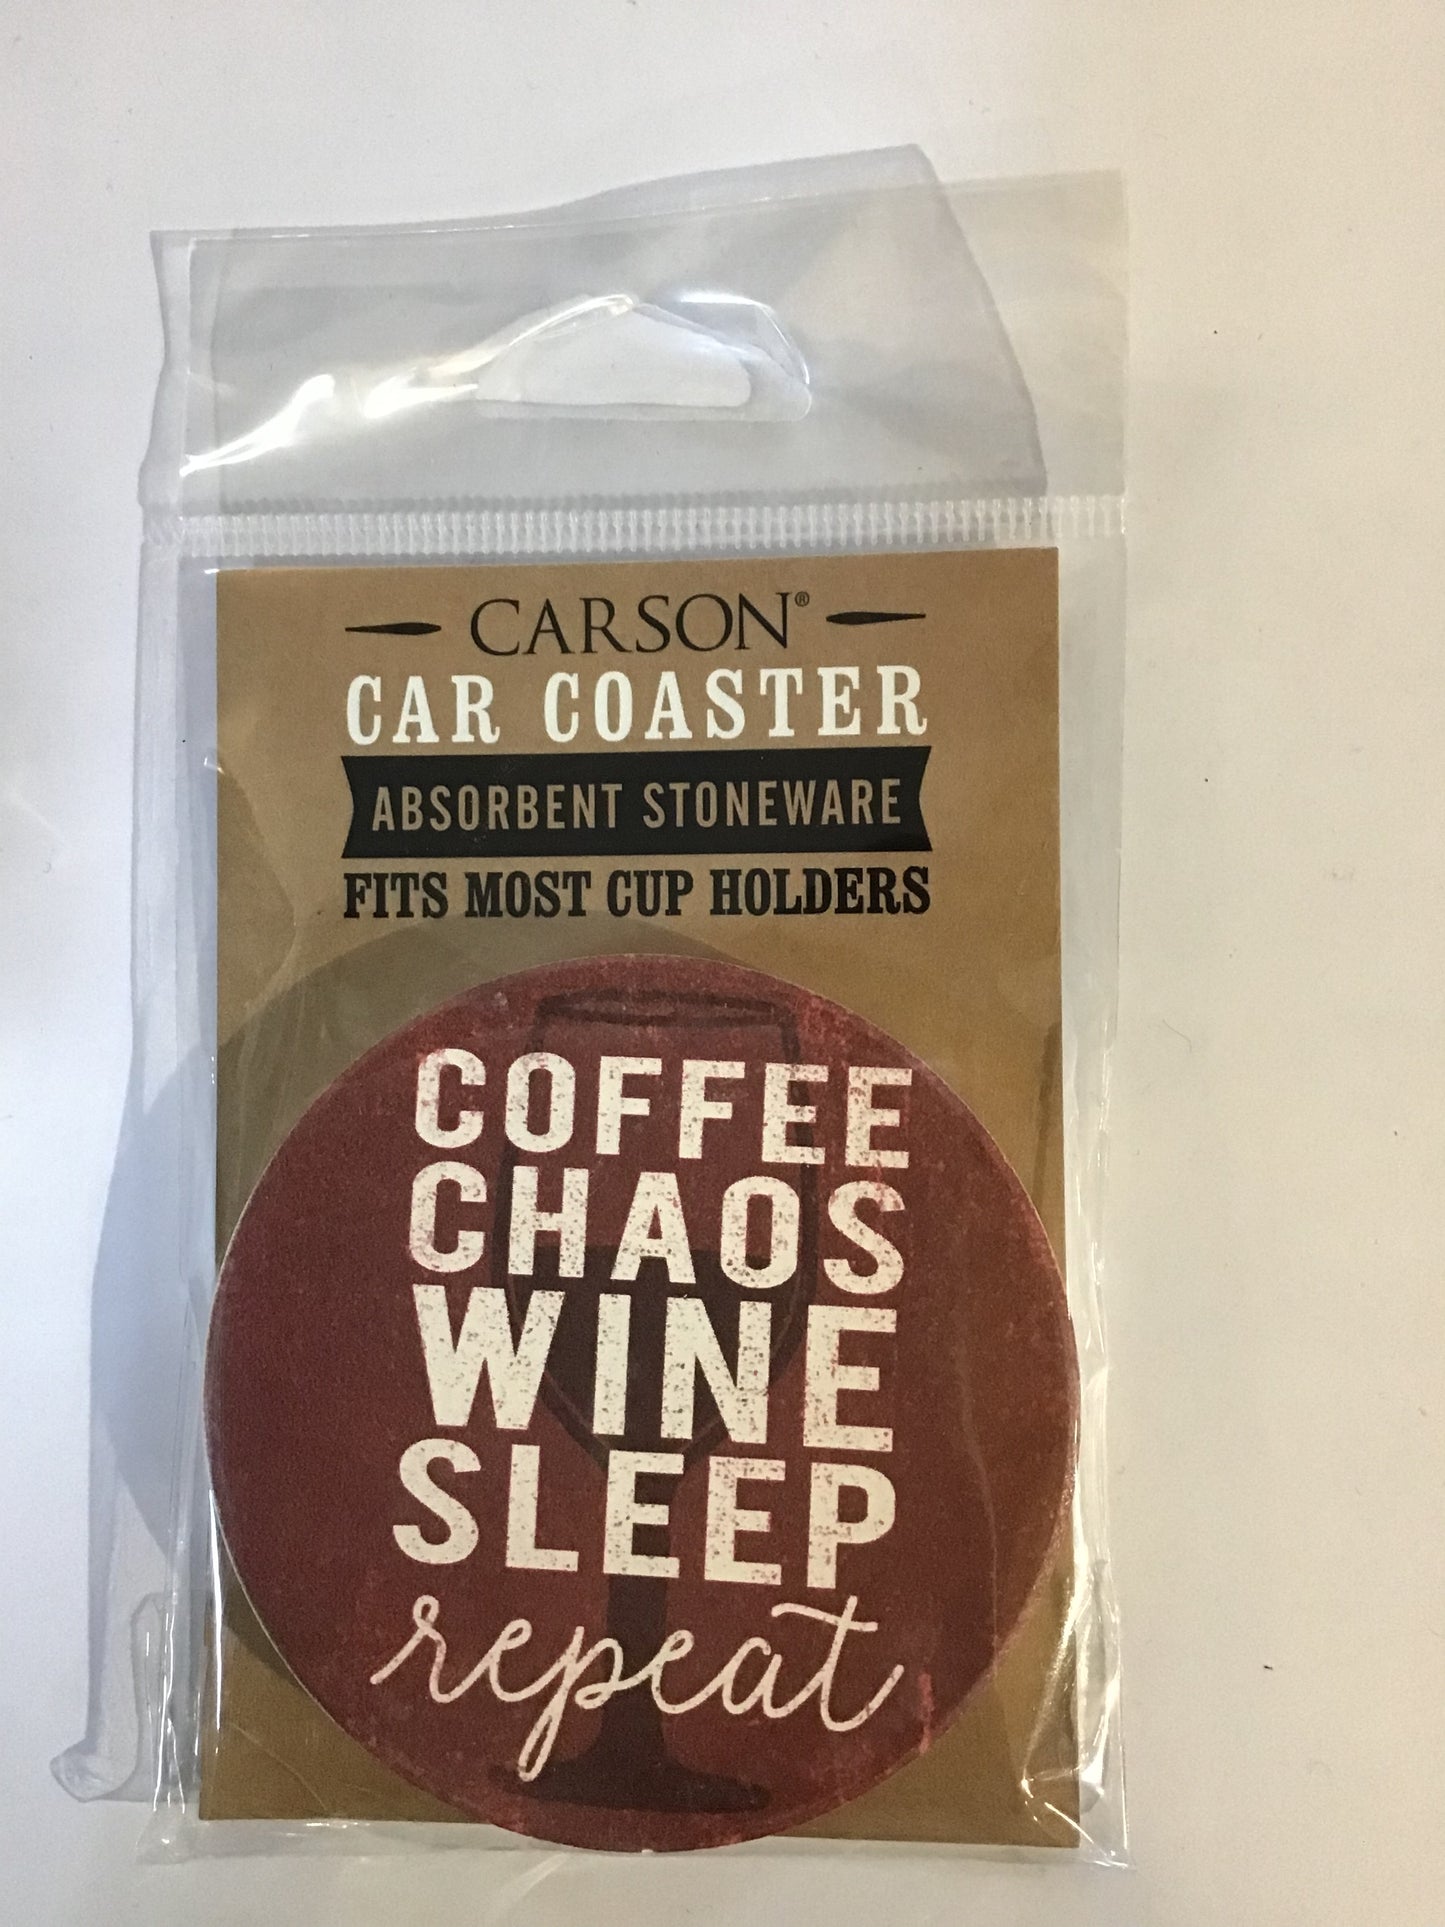 CARSON®
CAR COASTER
ABSORBENT STONEWARE
FITS MOST CUP HOLDERS
COFFEE
CHAOS
WINE
SLEEP
repeat